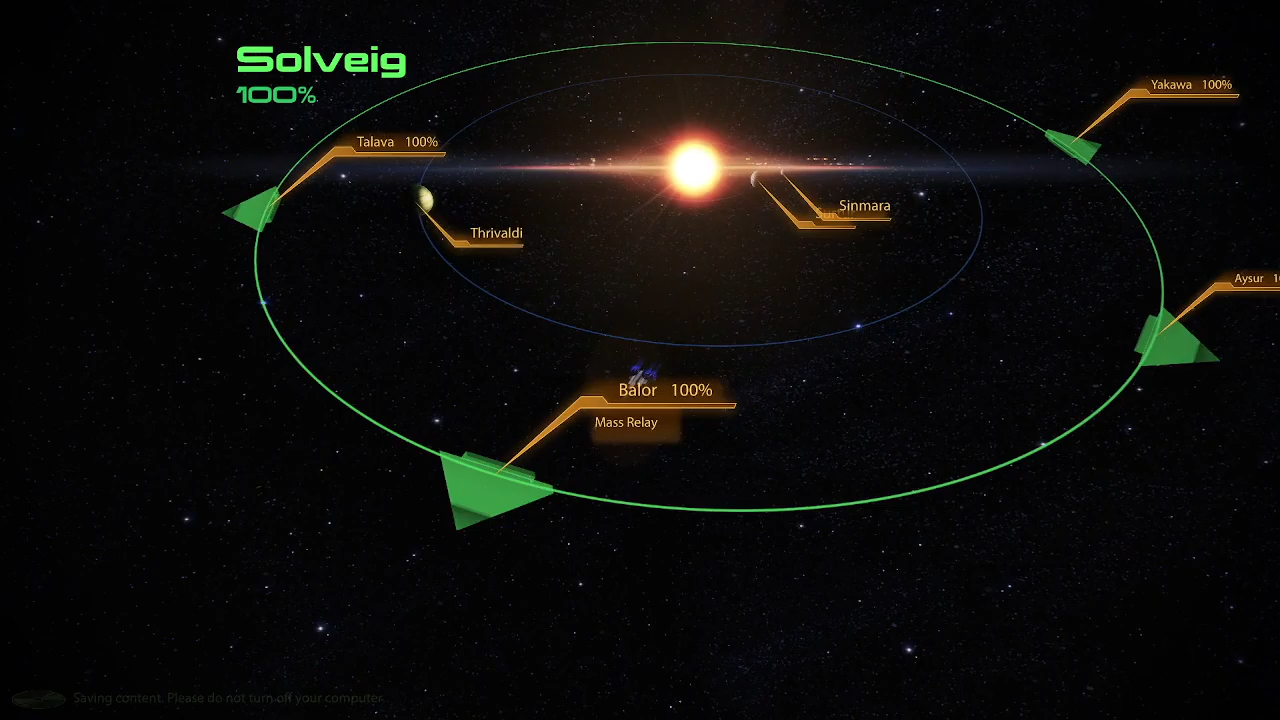 Solveig
100%
Yakawa 100%
Talava 100%
Sinmara
Thrivaldi
Aysur
Balor 100%
Mass Relay
Saving content. Please do not turn off your computer